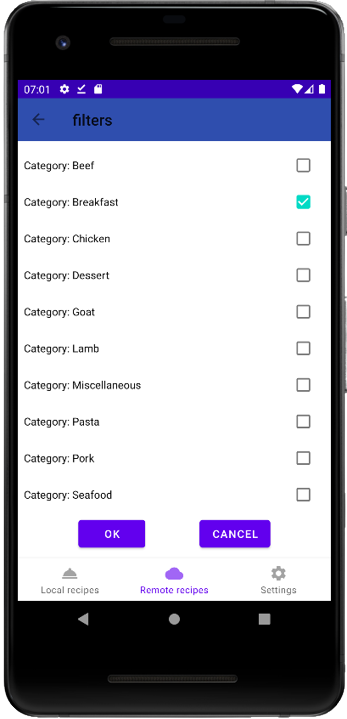 07:01
filters
Category: Beef
Category: Breakfast
Category: Chicken
Category: Dessert
Category: Goat
Category: Lamb
Category: Miscellaneous
Category: Pasta
Category: Pork
Category: Seafood
OK CANCEL
Local recipes Remote recipes Settings